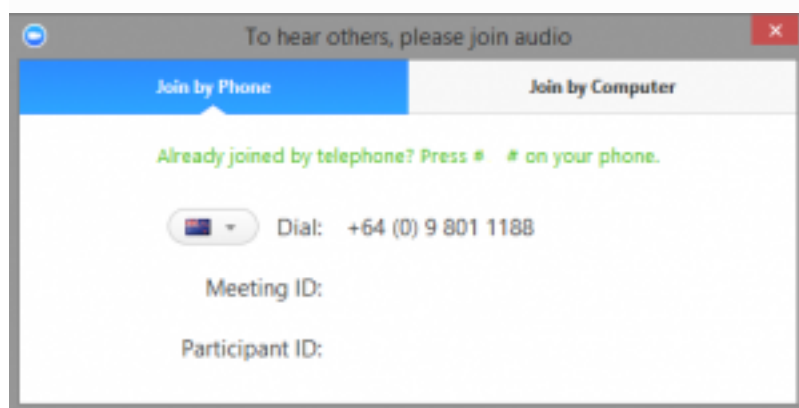 To hear others, please join audio
Join by Phone Join by Computer
Already joined by telephone? Press # # on your phone.
Dial: +64 (0) 9 801 1188
Meeting ID:
Participant ID: